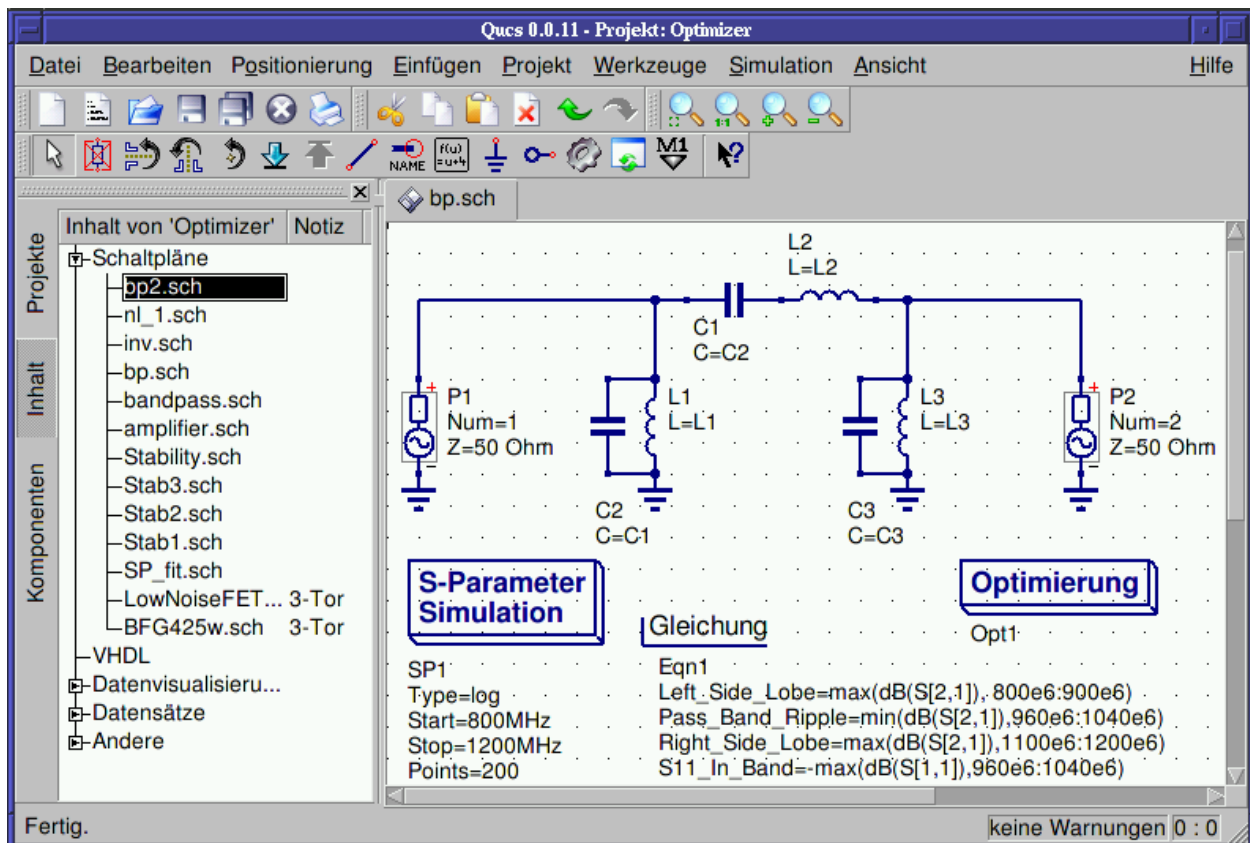 Qucs 0.0.11 - Projekt: Optimizer
Datei Bearbeiten Positionierung Einfügen Projekt Werkzeuge Simulation Ansicht Hilfe
1:1
NAME f(ω) =u+4 M1
bp.sch
Projekte
Inhalt
Komponenten
Inhalt von 'Optimizer' Notiz
Schaltpläne
bp2.sch
nl_1.sch
inv.sch
bp.sch
bandpass.sch
amplifier.sch
Stability.sch
Stab3.sch
Stab2.sch
Stab1.sch
SP_fit.sch
LowNoiseFET... 3-Tor
BFG425w.sch 3-Tor
VHDL
Datenvisualisieru...
Datensätze
Andere
L2
L=L2
C1
C=C2
P1
Num=1
Z=50 Ohm
L1
L=L1
L3
L=L3
P2
Num=2
Z=50 Ohm
C2
C=C1
C3
C=C3
S-Parameter
Simulation
SP1
Type=log
Start=800MHz
Stop=1200MHz
Points=200
Gleichung
Eqn1
Left_Side_Lobe=max(dB(S[2,1]), 800e6:900e6)
Pass_Band_Ripple=min(dB(S[2,1]),960e6:1040e6)
Right_Side_Lobe=max(dB(S[2,1]),1100e6:1200e6)
S11_In_Band=-max(dB(S[1,1]),960e6:1040e6)
Optimierung
Opt1
Fertig.
keine Warnungen 0 : 0